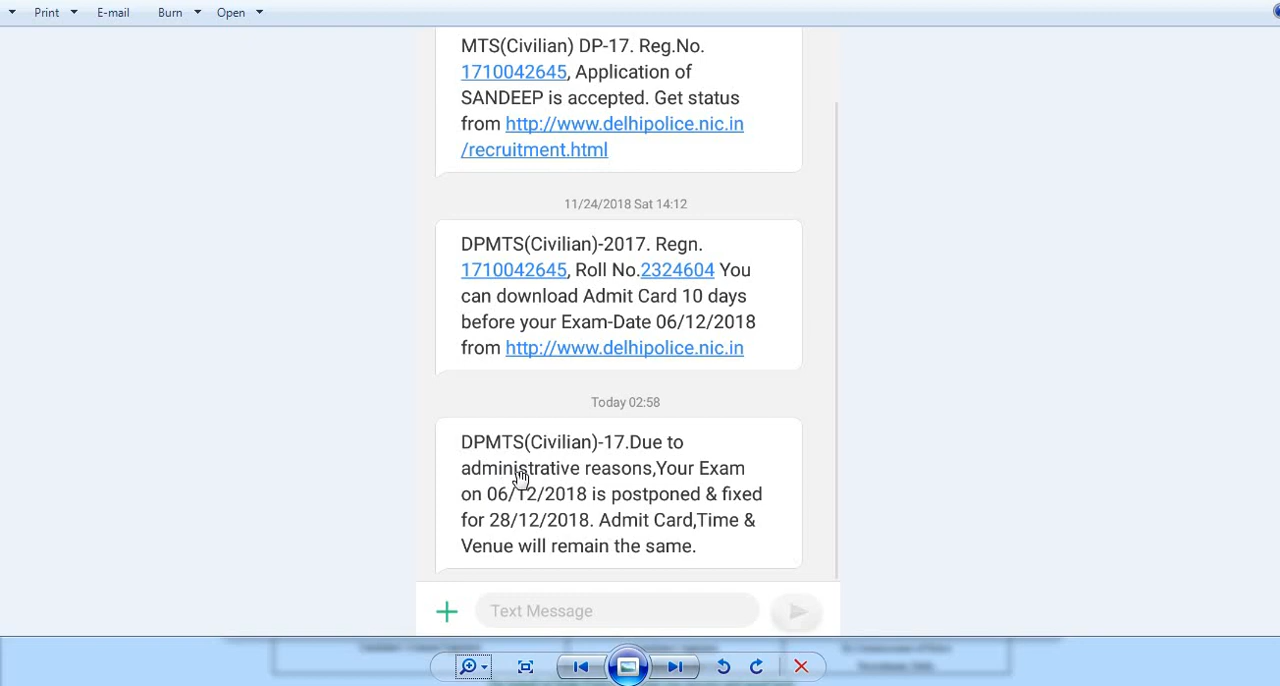 Print E-mail Burn Open
MTS(Civilian) DP-17. Reg.No.
1710042645, Application of
SANDEEP is accepted. Get status
from http://www.delhipolice.nic.in
/recruitment.html
11/24/2018 Sat 14:12
DPMTS(Civilian)-2017. Regn.
1710042645, Roll No.2324604 You
can download Admit Card 10 days
before your Exam-Date 06/12/2018
from http://www.delhipolice.nic.in
Today 02:58
DPMTS(Civilian)-17.Due to
administrative reasons,Your Exam
on 06/12/2018 is postponed & fixed
for 28/12/2018. Admit Card,Time &
Venue will remain the same.
Text Message